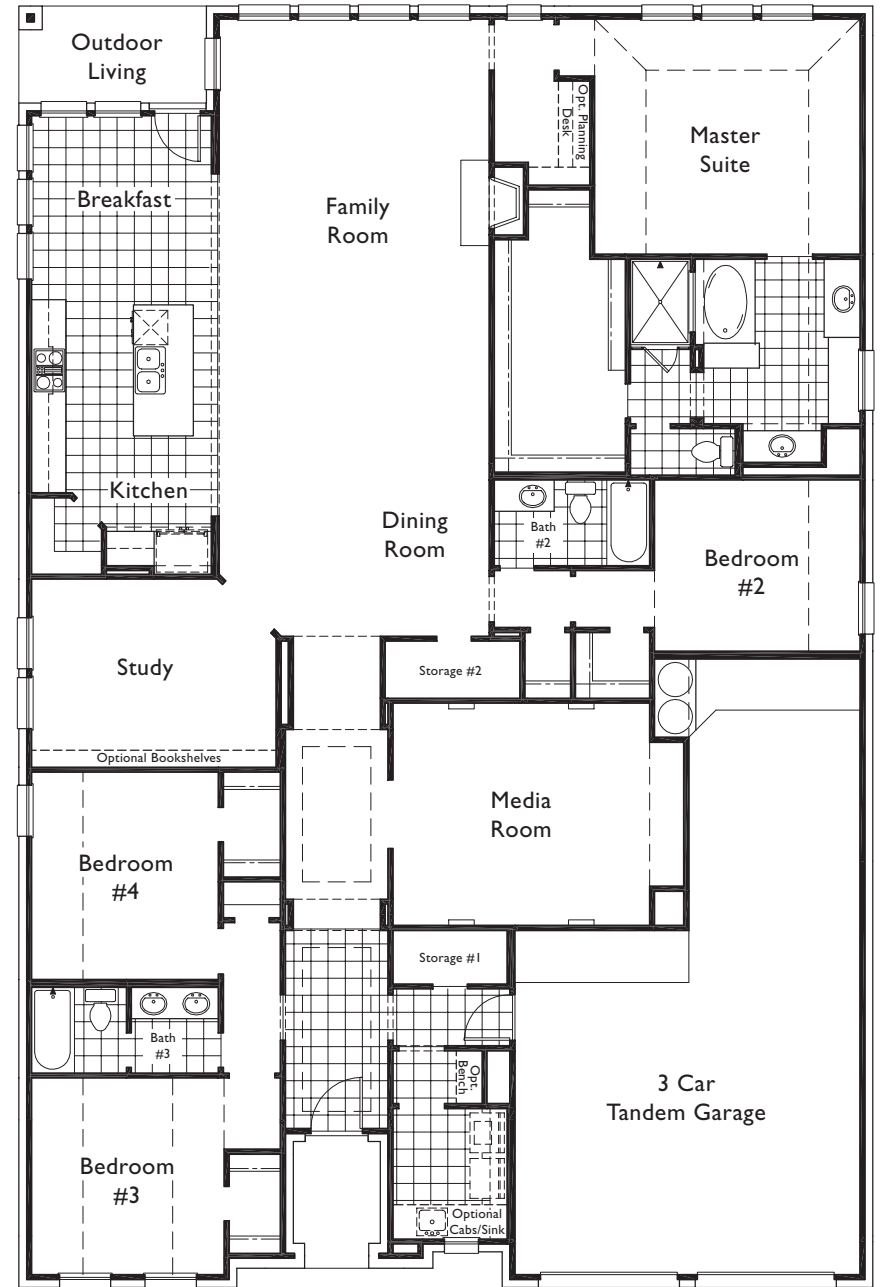 Outdoor
Living
Opt. Planning
Desk
Master
Suite
Breakfast
Family
Room
Kitchen
Dining
Room
Bath
#2
Bedroom
#2
Study
Storage #2
Optional Bookshelves
Media
Room
Bedroom
#4
Storage #1
Bath
#3
Opt.
Bench
3 Car
Tandem Garage
Bedroom
#3
Optional
Cabs/Sink